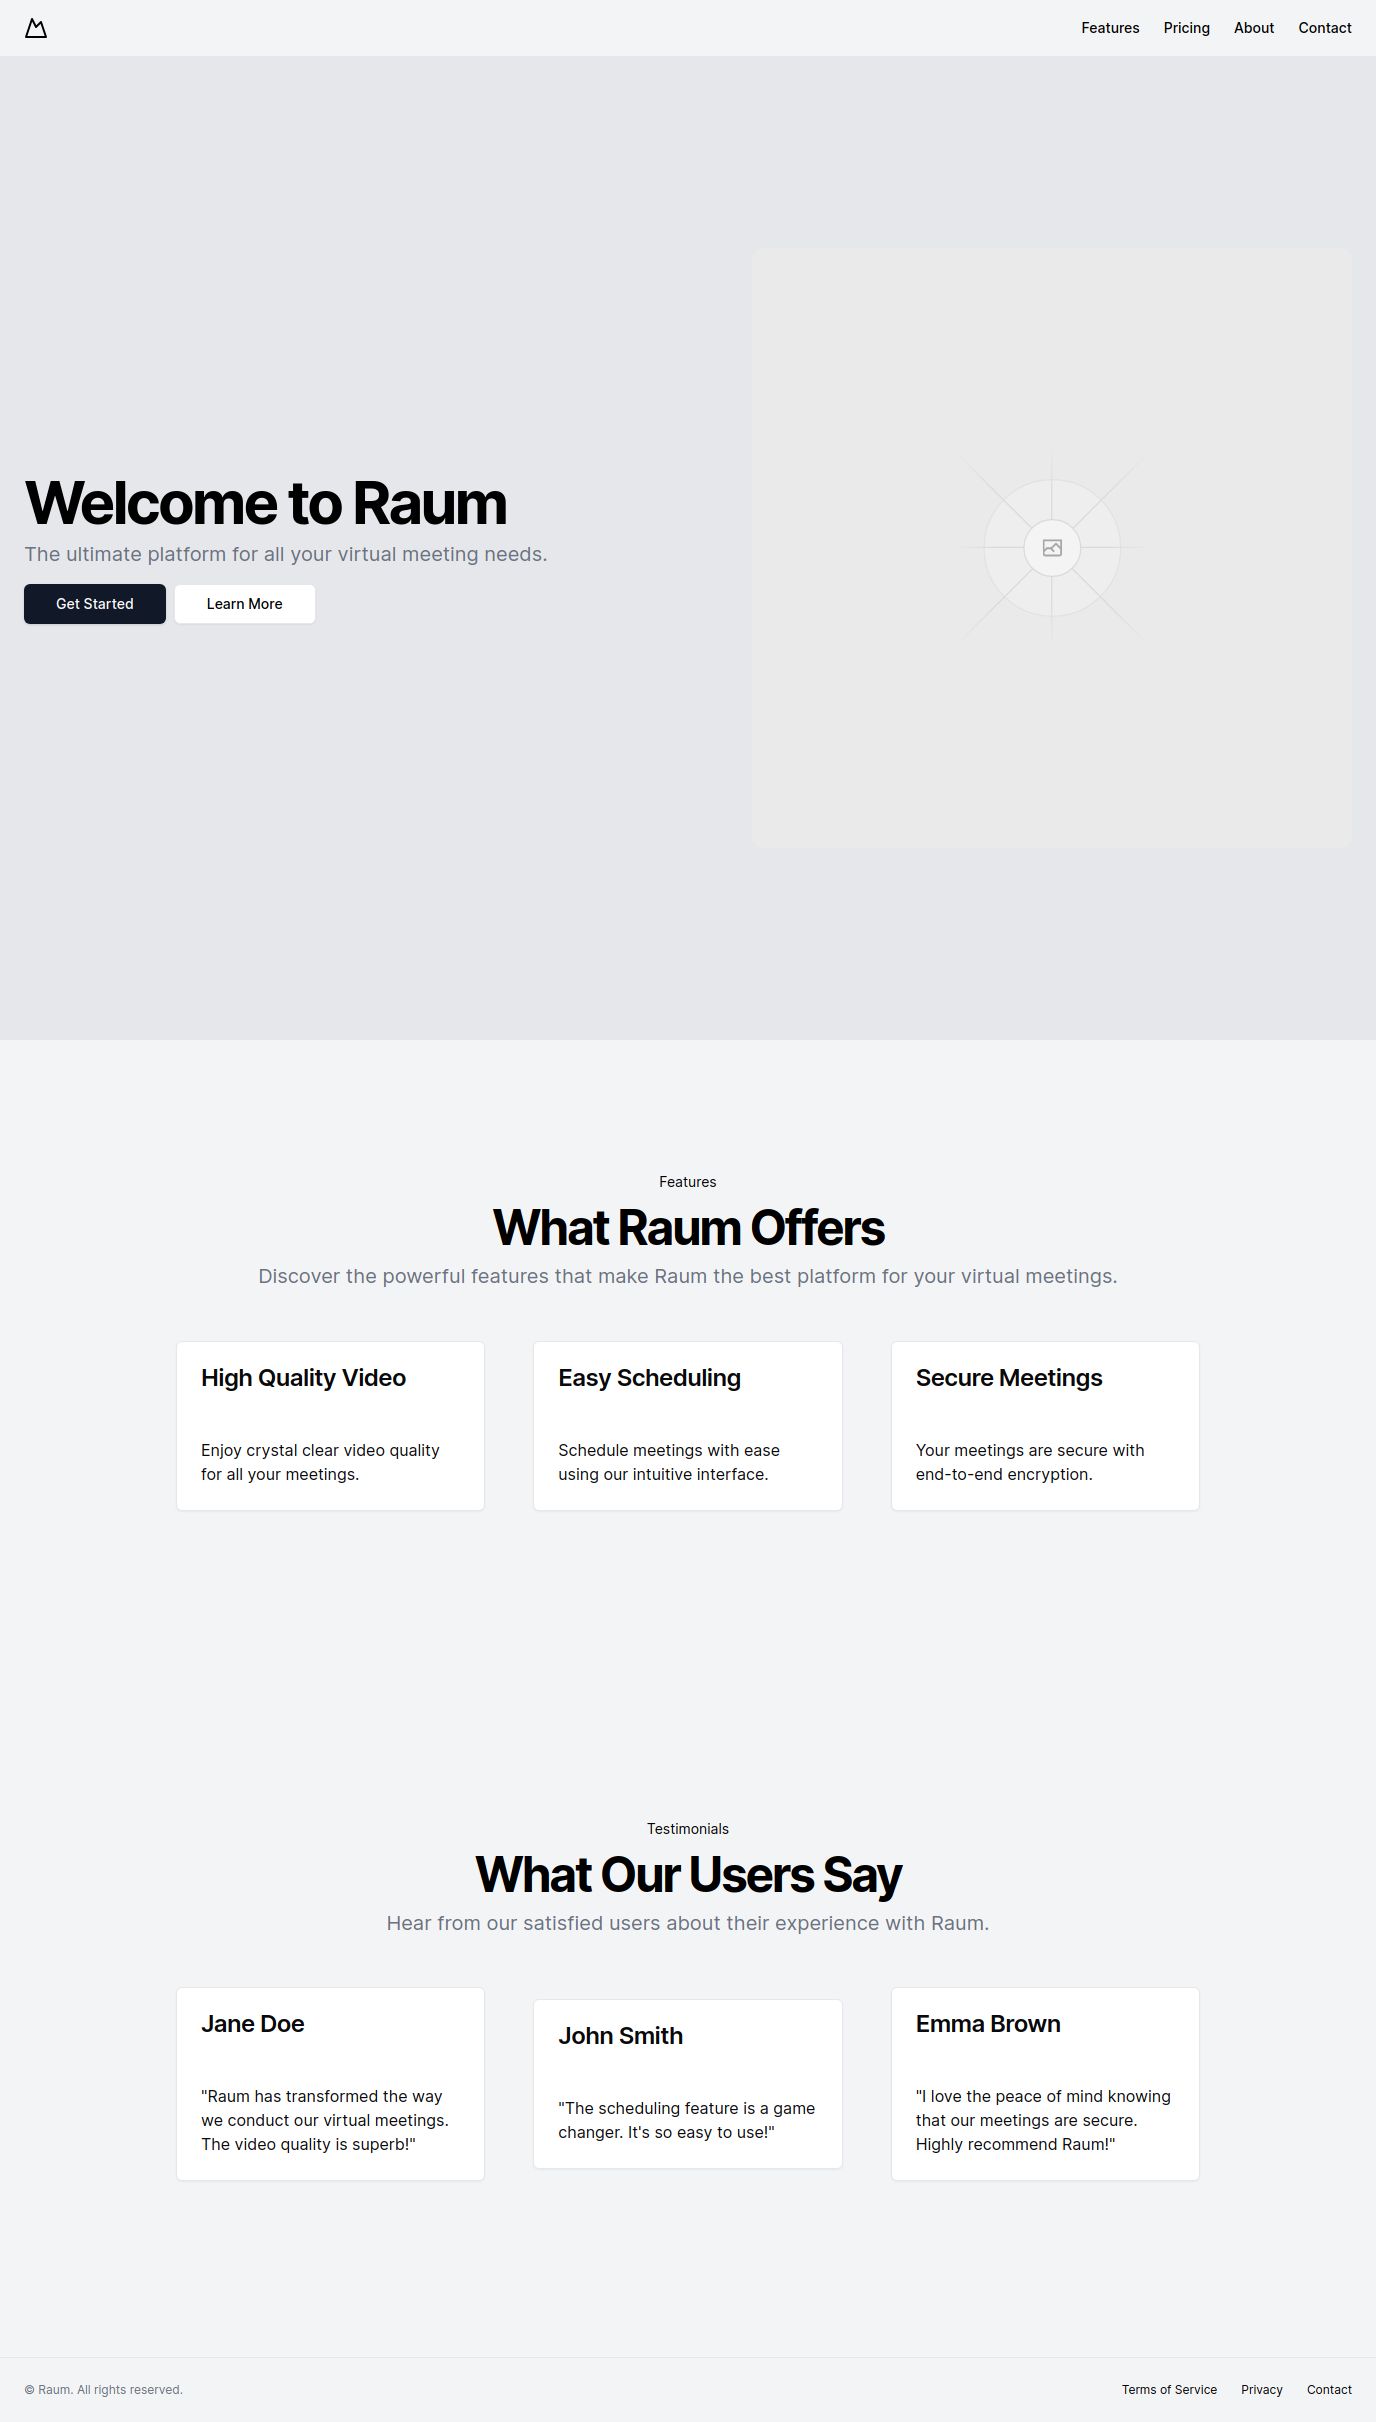 Features Pricing About Contact
Welcome to Raum
The ultimate platform for all your virtual meeting needs.
Get Started Learn More
Features
What Raum Offers
Discover the powerful features that make Raum the best platform for your virtual meetings.
High Quality Video
Enjoy crystal clear video quality
for all your meetings.
Easy Scheduling
Schedule meetings with ease
using our intuitive interface.
Secure Meetings
Your meetings are secure with
end-to-end encryption.
Testimonials
What Our Users Say
Hear from our satisfied users about their experience with Raum.
Jane Doe
"Raum has transformed the way
we conduct our virtual meetings.
The video quality is superb!"
John Smith
"The scheduling feature is a game
changer. It's so easy to use!"
Emma Brown
"I love the peace of mind knowing
that our meetings are secure.
Highly recommend Raum!"
© Raum. All rights reserved.
Terms of Service Privacy Contact